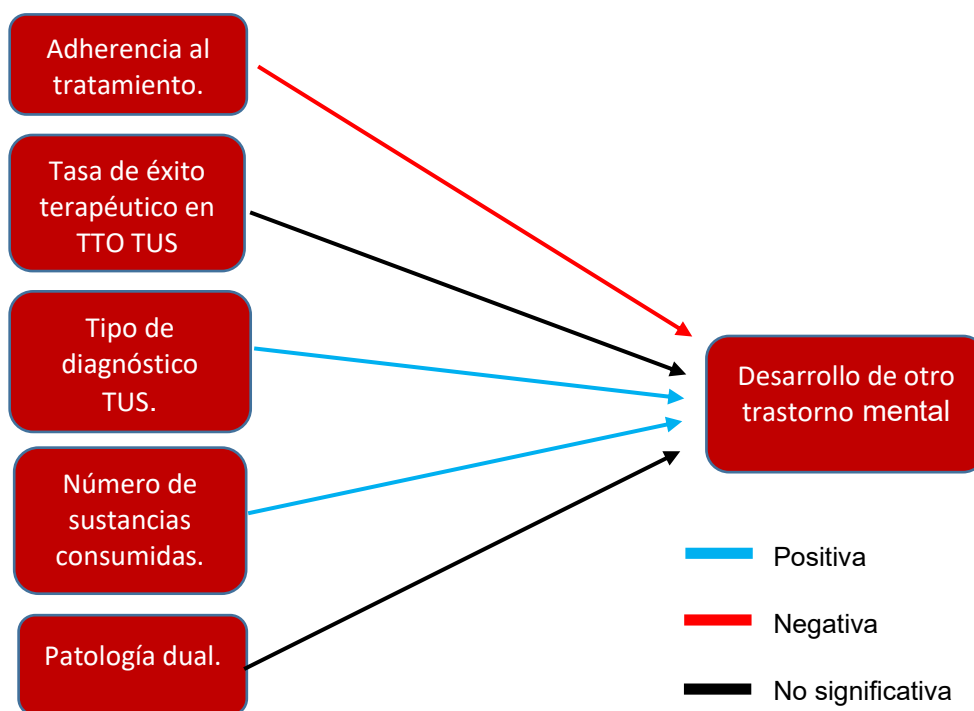 Adherencia al
tratamiento.
Tasa de éxito
terapéutico en
TTO TUS
Tipo de
diagnóstico
TUS.
Número de
sustancias
consumidas.
Patología dual.
Desarrollo de otro
trastorno mental
Positiva
Negativa
No significativa